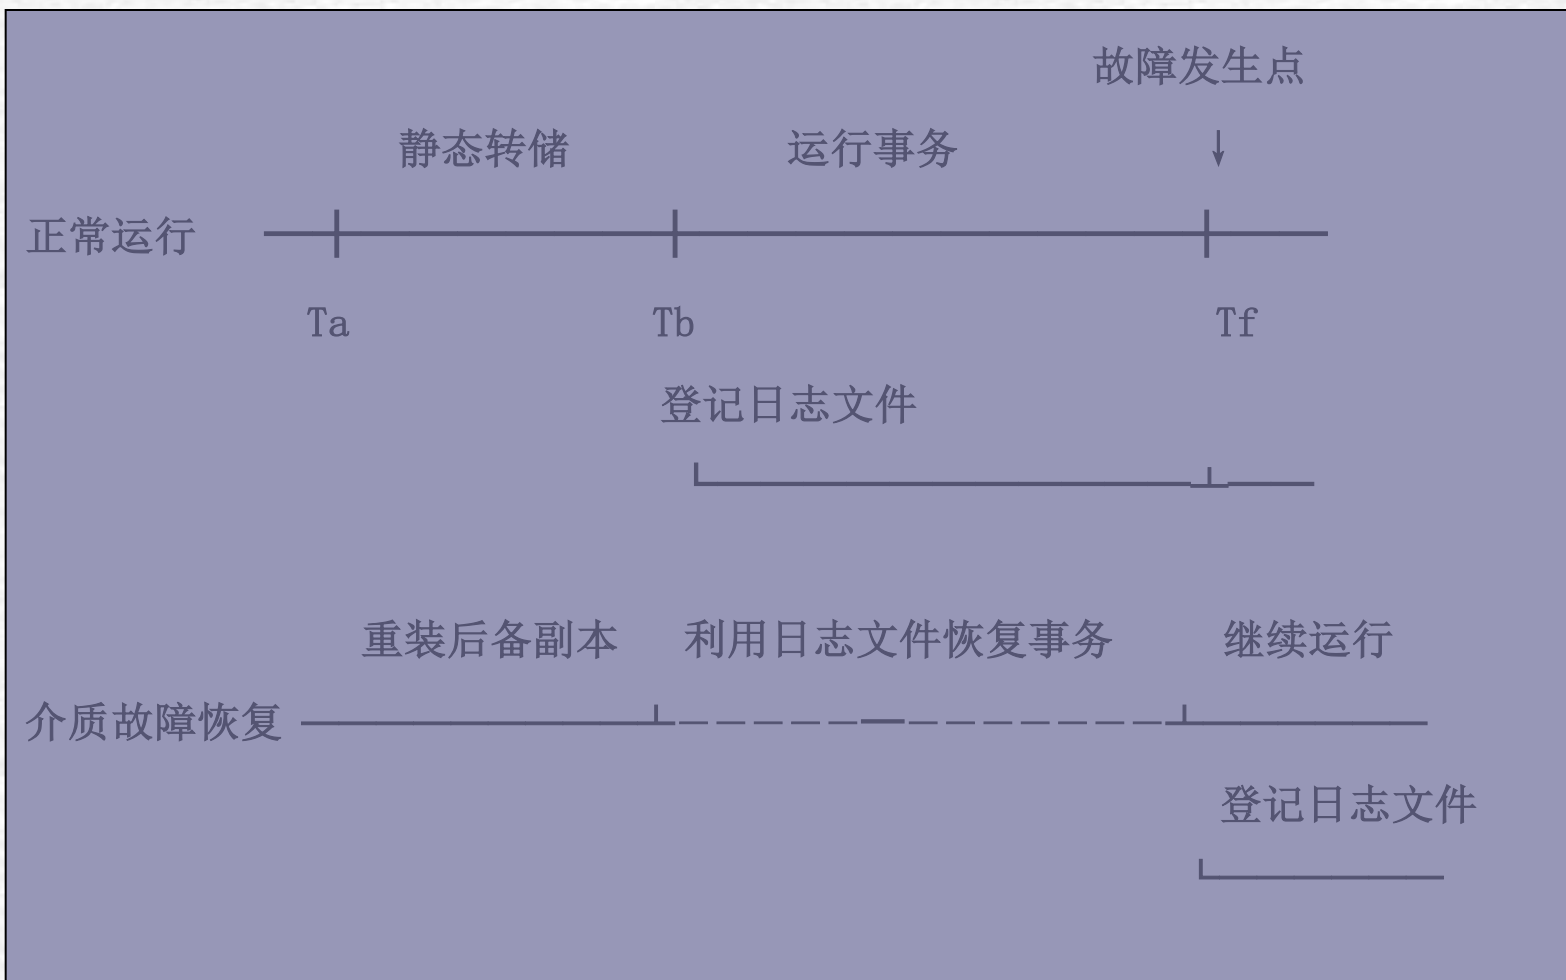 故障发生点
静态转储 运行事务 ↓
正常运行
Ta Tb Tf
登记日志文件
重装后备副本 利用日志文件恢复事务 继续运行
介质故障恢复
登记日志文件